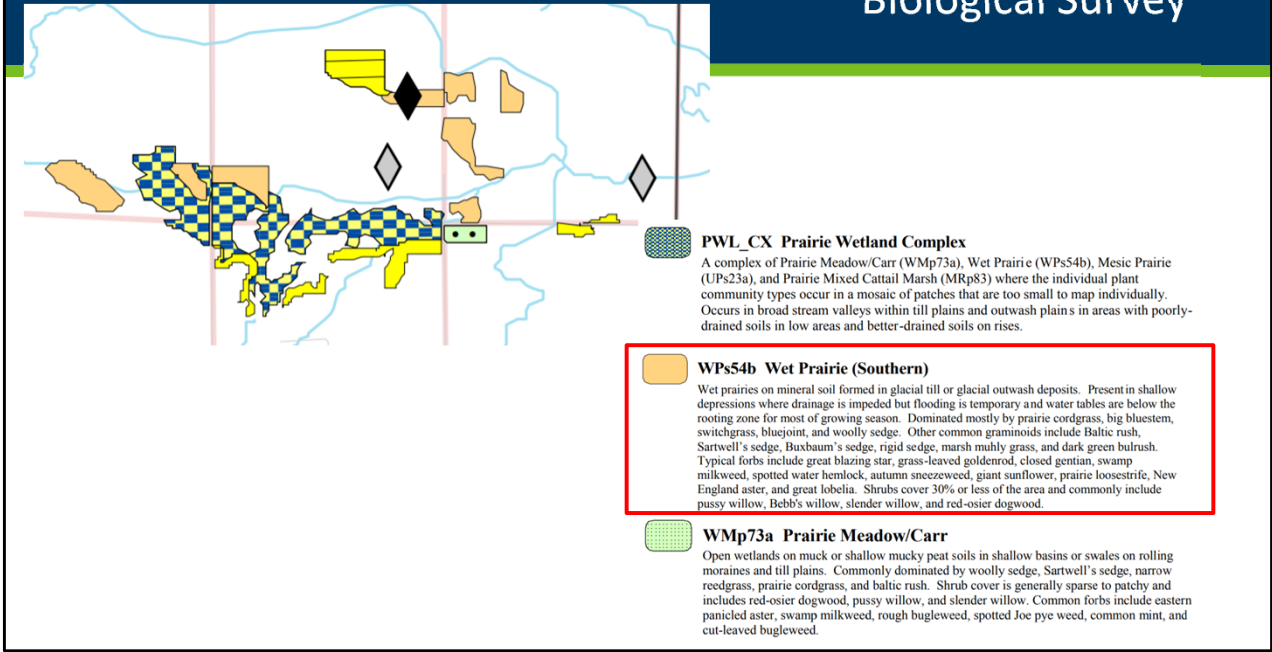 Biological Survey
PWL_CX Prairie Wetland Complex
A complex of Prairie Meadow/Carr (WMp73a), Wet Prairie (WPs54b), Mesic Prairie
(UPs23a), and Prairie Mixed Cattail Marsh (MRp83) where the individual plant
community types occur in a mosaic of patches that are too small to map individually.
Occurs in broad stream valleys within till plains and outwash plains in areas with poorly-
drained soils in low areas and better-drained soils on rises.
WPs54b Wet Prairie (Southern)
Wet prairies on mineral soil formed in glacial till or glacial outwash deposits. Present in shallow
depressions where drainage is impeded but flooding is temporary and water tables are below the
rooting zone for most of growing season. Dominated mostly by prairie cordgrass, big bluestem,
switchgrass, bluejoint, and woolly sedge. Other common graminoids include Baltic rush,
Sartwell's sedge, Buxbaum's sedge, rigid sedge, marsh muhly grass, and dark green bulrush.
Typical forbs include great blazing star, grass-leaved goldenrod, closed gentian, swamp
milkweed, spotted water hemlock, autumn sneezeweed, giant sunflower, prairie loosestrife, New
England aster, and great lobelia. Shrubs cover 30% or less of the area and commonly include
pussy willow, Bebb's willow, slender willow, and red-osier dogwood.
WMp73a Prairie Meadow/Carr
Open wetlands on muck or shallow mucky peat soils in shallow basins or swales on rolling
moraines and till plains. Commonly dominated by woolly sedge, Sartwell's sedge, narrow
reedgrass, prairie cordgrass, and baltic rush. Shrub cover is generally sparse to patchy and
includes red-osier dogwood, pussy willow, and slender willow. Common forbs include eastern
panicled aster, swamp milkweed, rough bugleweed, spotted Joe pye weed, common mint, and
cut-leaved bugleweed.